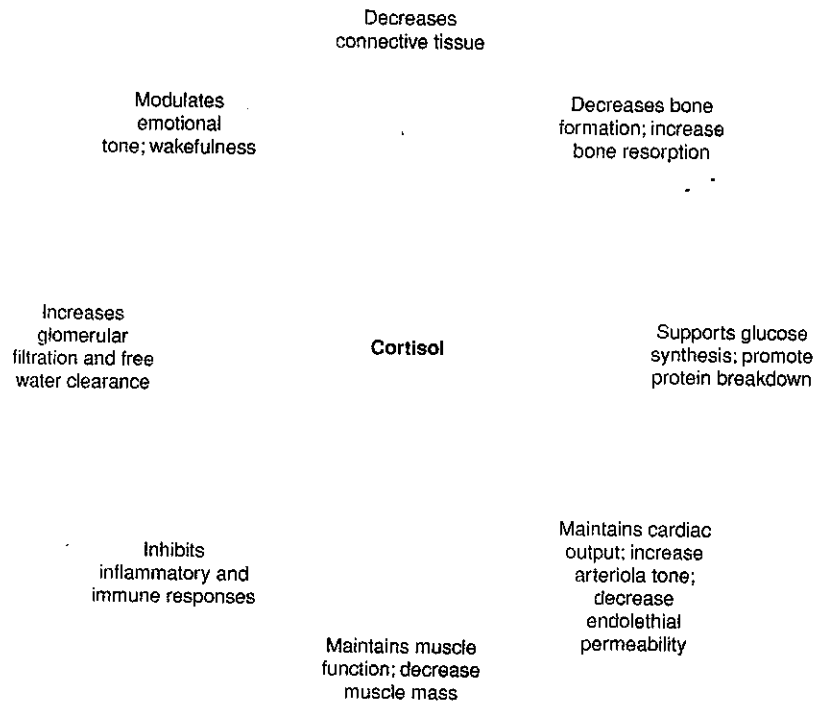 Decreases
connective tissue
Modulates
emotional
tone; wakefulness
Decreases bone
formation; increase
bone resorption
Increases
glomerular
filtration and free
water clearance
Cortisol
Supports glucose
synthesis; promote
protein breakdown
Inhibits
inflammatory and
immune responses
Maintains cardiac
output; increase
arteriola tone;
decrease
endolethial
permeability
Maintains muscle
function; decrease
muscle mass